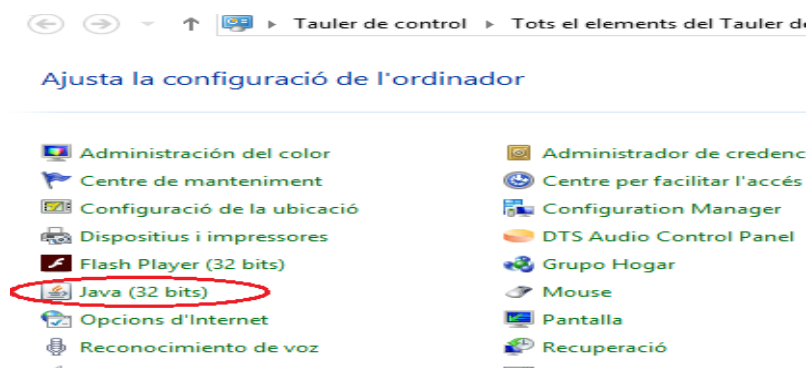 Tauler de control Tots el elements del Tauler de
Ajusta la configuració de l'ordinador
Administración del color
Centre de manteniment
Configuració de la ubicació
Dispositius i impressores
Flash Player (32 bits)
Java (32 bits)
Opcions d'Internet
Reconocimiento de voz
Administrador de credenc
Centre per facilitar l'accés
Configuration Manager
DTS Audio Control Panel
Grupo Hogar
Mouse
Pantalla
Recuperació